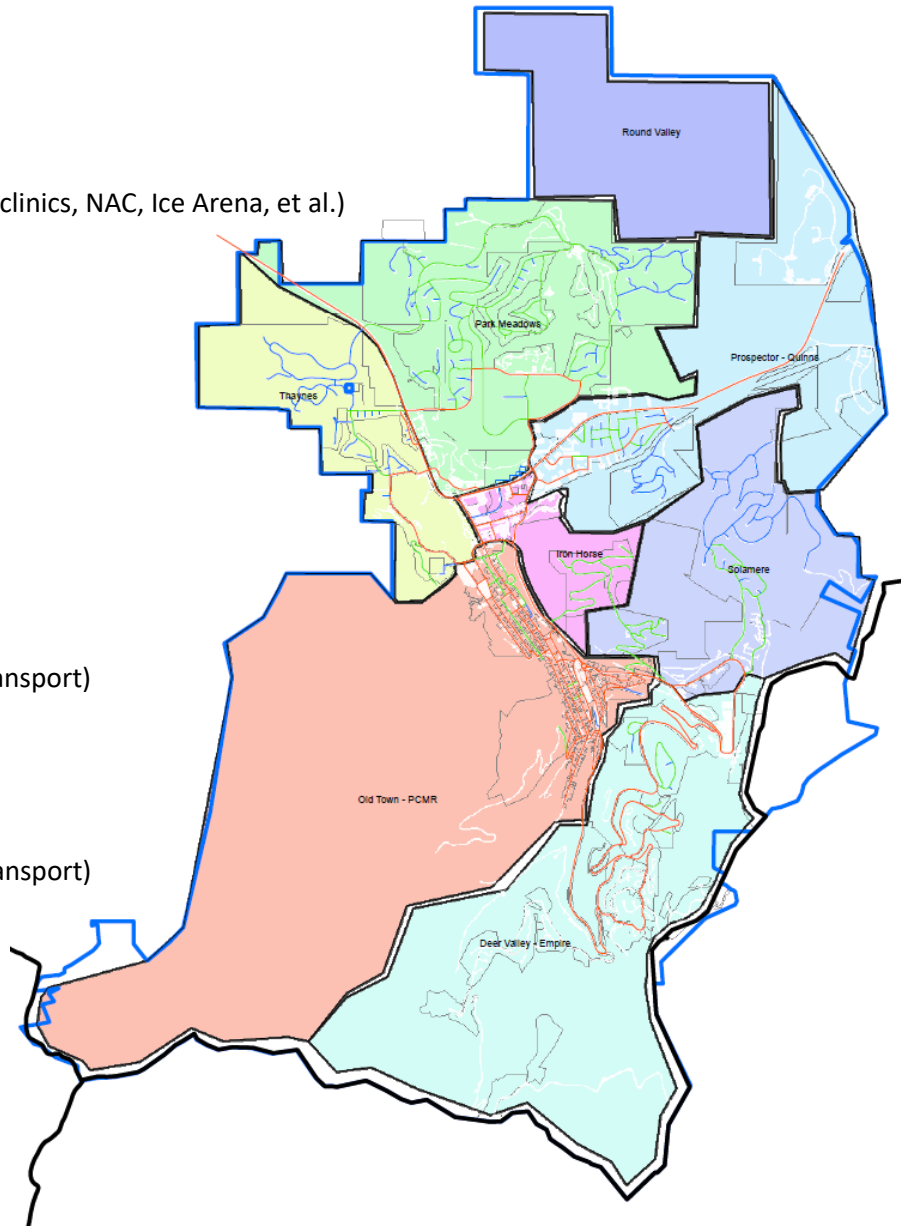 Round Valley
clinics, NAC, Ice Arena, et al.)
Park Meadows
Prospector - Quinns
Thaynes
Iron Horse
Solamere
ansport)
Old Town - PCMR
ansport)
Deer Valley - Empire